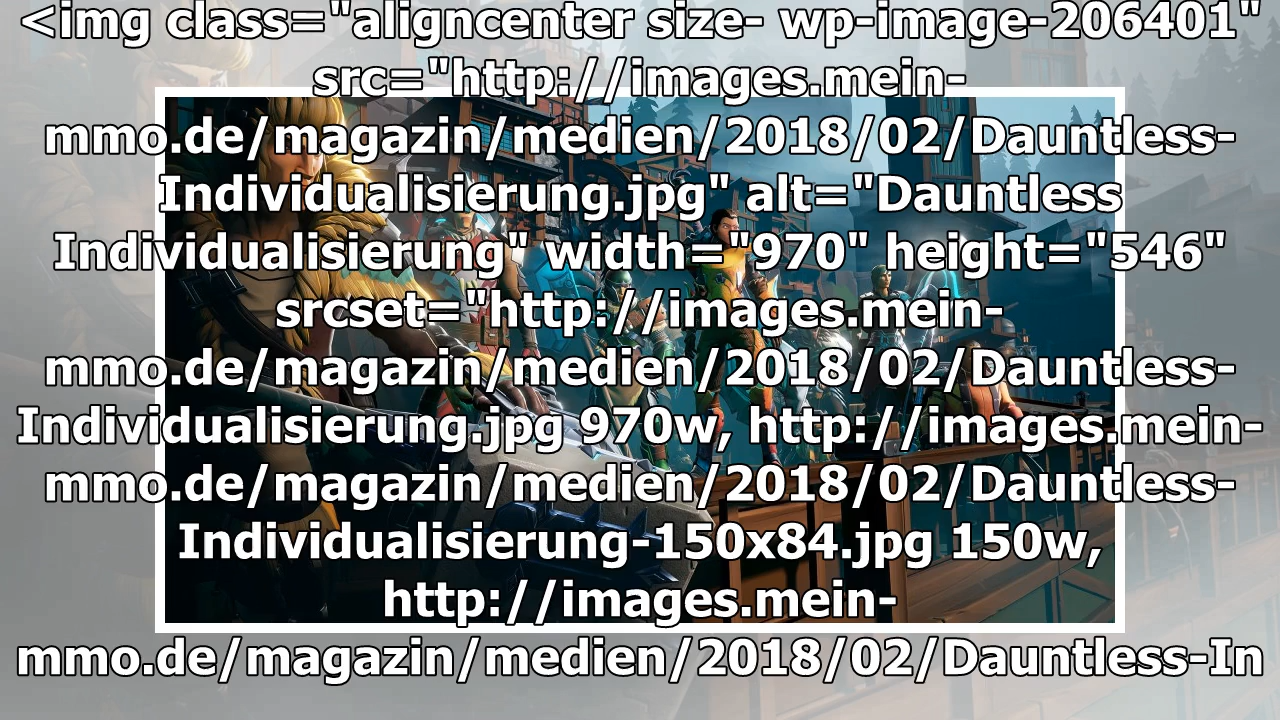 <img class="aligncenter size- wp-image-206401"
src="http://images.mein-
mmo.de/magazin/medien/2018/02/Dauntless-
Individualisierung.jpg" alt="Dauntless
Individualisierung" width="970" height="546"
srcset="http://images.mein-
mmo.de/magazin/medien/2018/02/Dauntless-
Individualisierung.jpg 970w, http://images.mein-
mmo.de/magazin/medien/2018/02/Dauntless-
Individualisierung-150x84.jpg 150w,
http://images.mein-
mmo.de/magazin/medien/2018/02/Dauntless-In